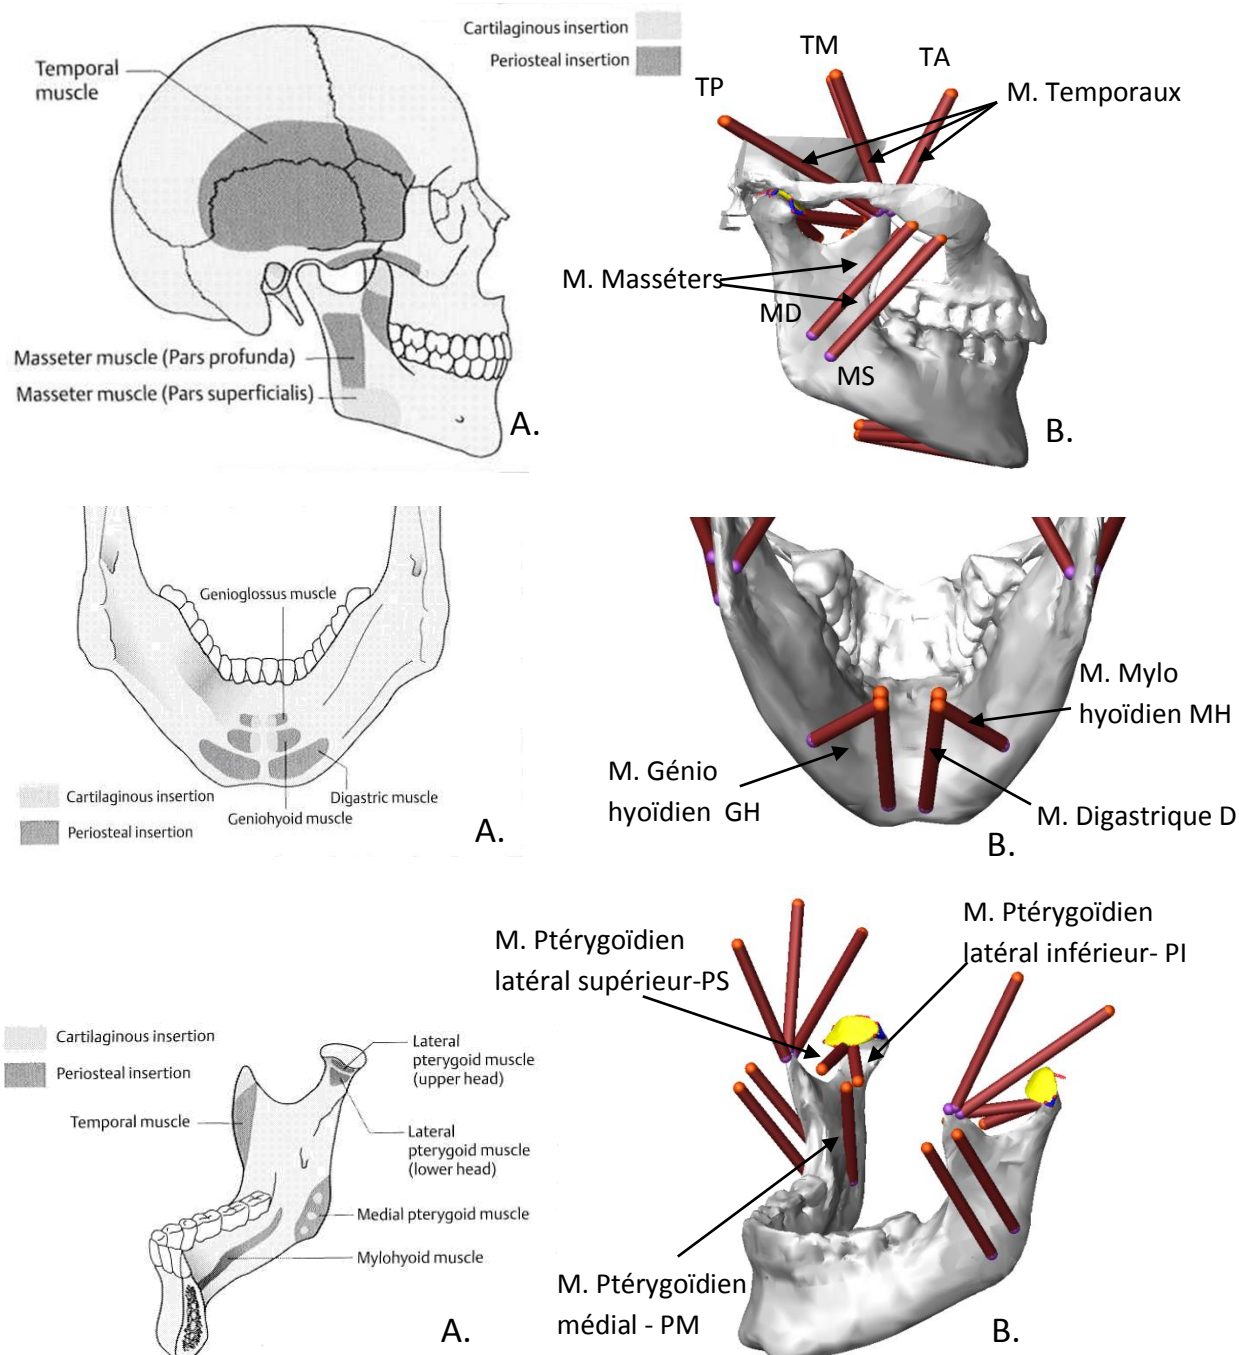 Cartilaginous insertion
Periosteal insertion
Temporal
muscle
Masseter muscle (Pars profunda)
Masseter muscle (Pars superficialis)
A.
TM
TA
TP
M. Temporaux
M. Masséters
MD
MS
B.
Genioglossus muscle
Cartilaginous insertion
Periosteal insertion
Digastric muscle
Geniohyoid muscle
A.
M. Mylo
hyoïdien MH
M. Génio
hyoïdien GH
M. Digastrique D
B.
Cartilaginous insertion
Periosteal insertion
Temporal muscle
Lateral
pterygoid muscle
(upper head)
Lateral
pterygoid muscle
(lower head)
Medial pterygoid muscle
Mylohyoid muscle
A.
M. Ptérygoïdien
latéral supérieur-PS
M. Ptérygoïdien
latéral inférieur- PI
M. Ptérygoïdien
médial - PM
B.